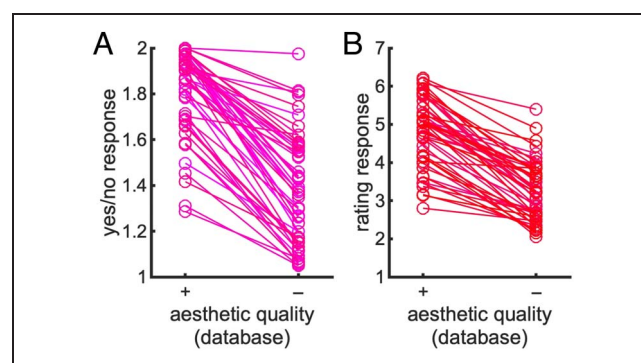 A
B
yes/no response
2
1.8
1.6
1.4
1.2
1
+
–
aesthetic quality
(database)
rating response
7
6
5
4
3
2
1
+
–
aesthetic quality
(database)